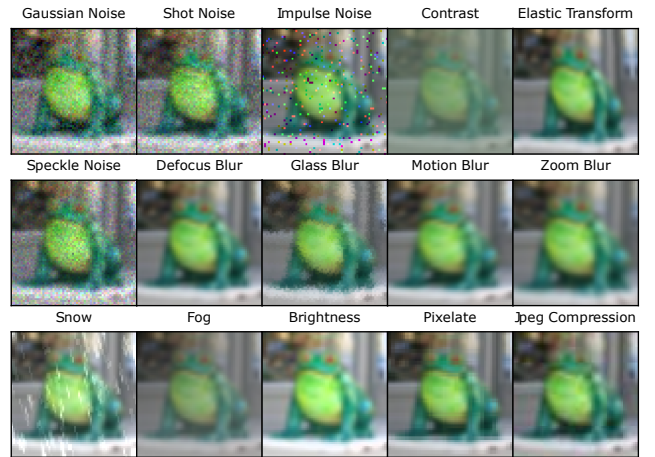 Gaussian Noise Shot Noise Impulse Noise Contrast Elastic Transform
Speckle Noise Defocus Blur Glass Blur Motion Blur Zoom Blur
Snow Fog Brightness Pixelate Jpeg Compression